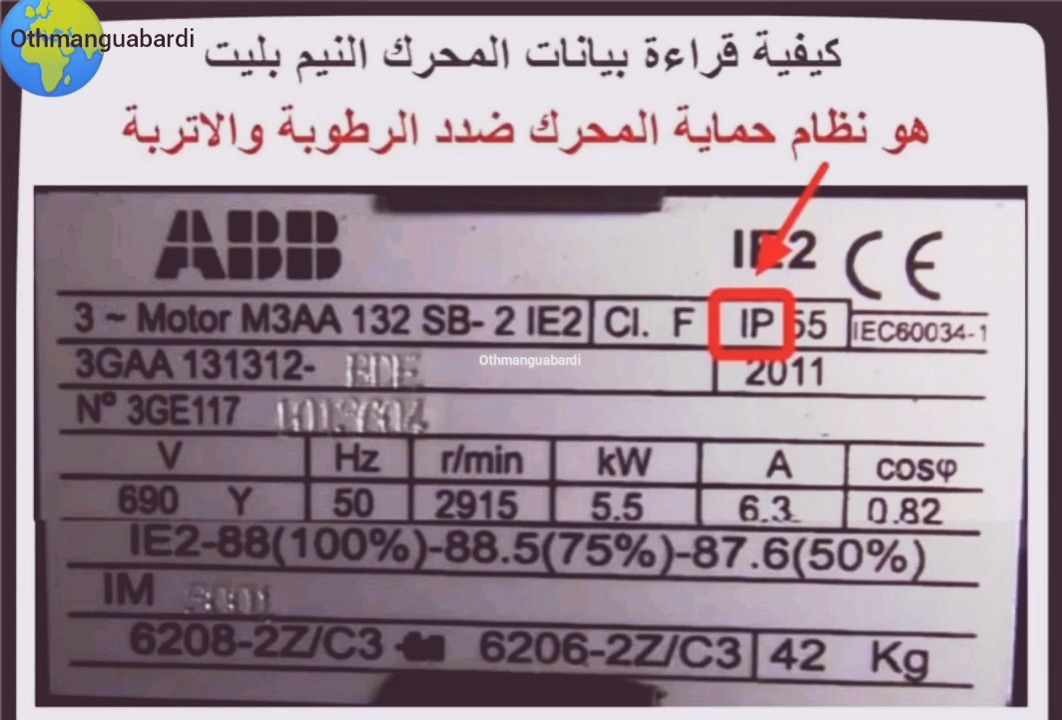 Othmanguabardi
كيفية قراءة بيانات المحرك النيم بليت
هو نظام حماية المحرك ضدد الرطوبة والاتربة
ABB IE2 CE
3 ~ Motor M3AA 132 SB- 2 IE2 Cl. F IP 55 IEC60034-1
Othmanguabardi
3GAA 131312- 2011
Nº 3GE117
V Hz r/min kW A cosφ
690 Y 50 2915 5.5 6.3 0.82
IE2-88(100%)-88.5(75%)-87.6(50%)
IM
6208-2Z/C3 6206-2Z/C3 42 Kg